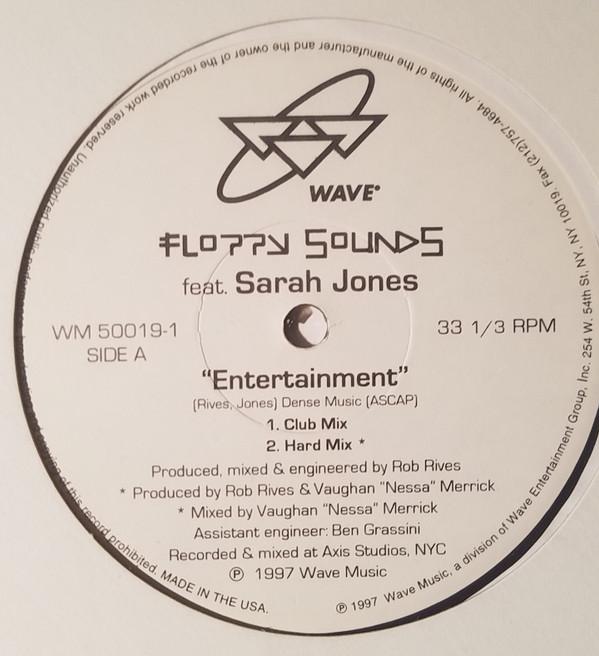 WAVE
FLOPPY SOUNDS
feat. Sarah Jones
WM 50019-1
SIDE A
33 1/3 RPM
"Entertainment"
(Rives, Jones) Dense Music (ASCAP)
1. Club Mix
2. Hard Mix *
Produced, mixed & engineered by Rob Rives
* Produced by Rob Rives & Vaughan "Nessa" Merrick
* Mixed by Vaughan "Nessa" Merrick
Assistant engineer: Ben Grassini
Recorded & mixed at Axis Studios, NYC
Ⓟ 1997 Wave Music
Ⓟ 1997 Wave Music, a division of Wave Entertainment Group, Inc. 254 W. 54th St, NY, NY 10019. Fax (212)757-4684. All rights of the manufacturer and the owner of the recorded work reserved. Unauthorized of this record prohibited. MADE IN THE USA.